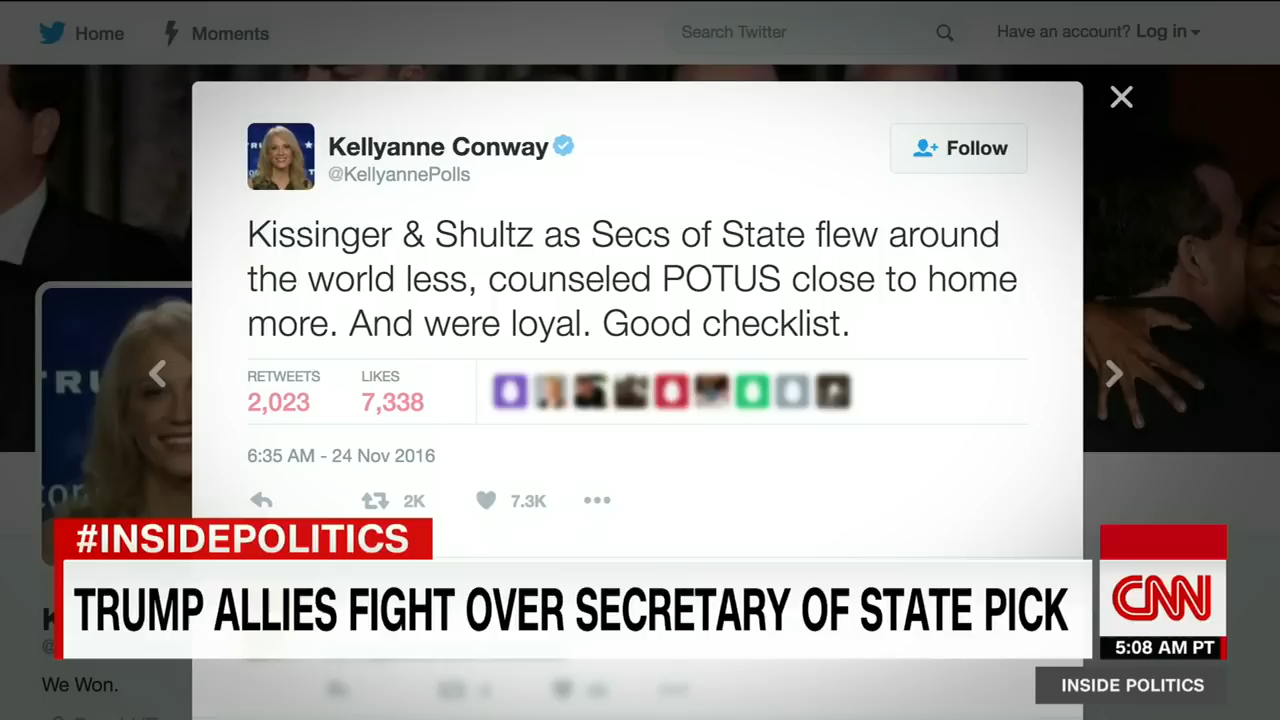 Home
Moments
Search Twitter
Have an account? Log in
Kellyanne Conway
@KellyannePolls
Follow
Kissinger & Shultz as Secs of State flew around
the world less, counseled POTUS close to home
more. And were loyal. Good checklist.
RETWEETS
LIKES
2,023
7,338
6:35 AM - 24 Nov 2016
2K
7.3K
#INSIDEPOLITICS
TRUMP ALLIES FIGHT OVER SECRETARY OF STATE PICK
CNN
5:08 AM PT
We Won.
INSIDE POLITICS